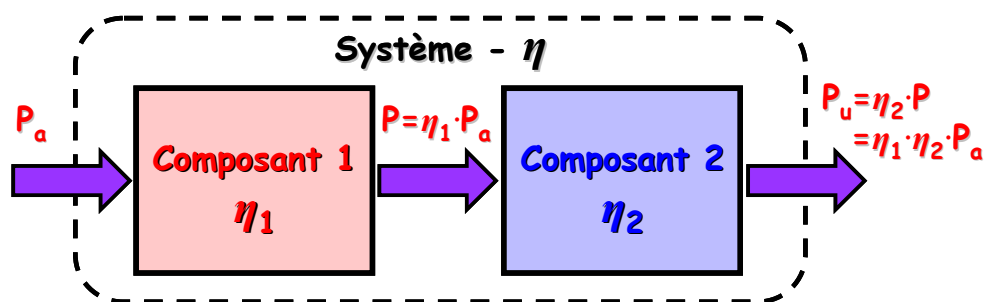 Système - η
Pa
Composant 1
η1
P=η1·Pa
Composant 2
η2
Pu=η2·P
=η1·η2·Pa